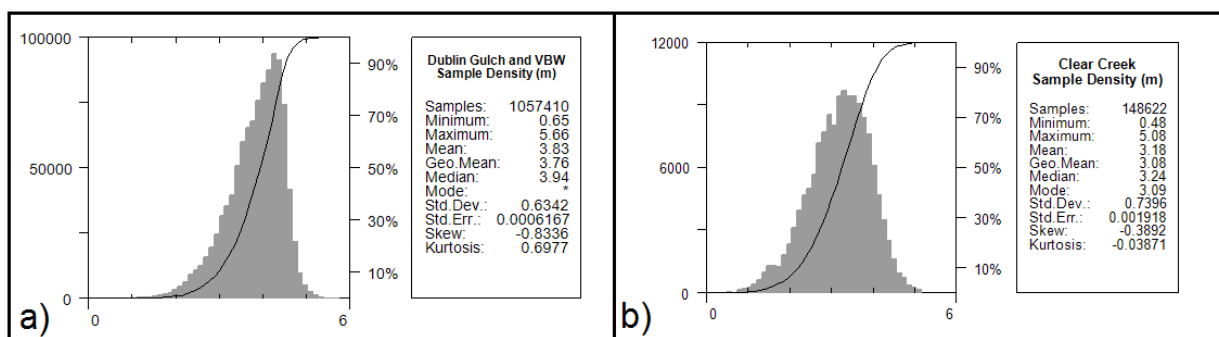 100000
50000
0
0
6
90%
70%
50%
30%
10%
a)
Dublin Gulch and VBW
Sample Density (m)
Samples: 1057410
Minimum: 0.65
Maximum: 5.66
Mean: 3.83
Geo.Mean: 3.76
Median: 3.94
Mode: *
Std.Dev.: 0.6342
Std.Err.: 0.0006167
Skew: -0.8336
Kurtosis: 0.6977
12000
6000
0
0
6
90%
70%
50%
30%
10%
b)
Clear Creek
Sample Density (m)
Samples: 148622
Minimum: 0.48
Maximum: 5.08
Mean: 3.18
Geo.Mean: 3.08
Median: 3.24
Mode: 3.09
Std.Dev.: 0.7396
Std.Err.: 0.001918
Skew: -0.3892
Kurtosis: -0.03871